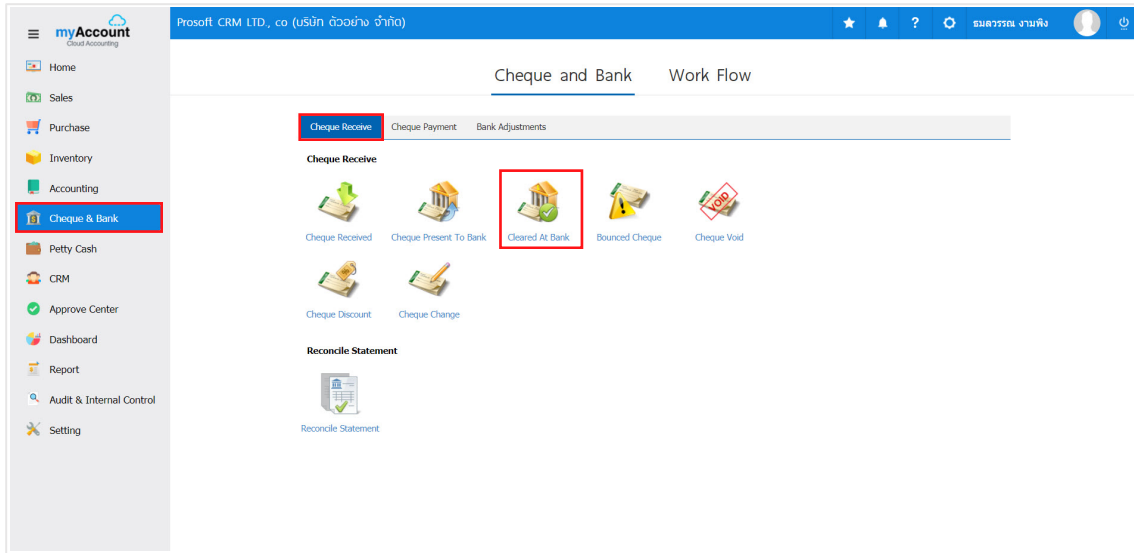 myAccount
Cloud Accounting
Prosoft CRM LTD., co (บริษัท ตัวอย่าง จำกัด)
?
ธมลวรรณ งามพิง
Home
Sales
Purchase
Inventory
Accounting
Cheque & Bank
Petty Cash
CRM
Approve Center
Dashboard
Report
Audit & Internal Control
Setting
Cheque and Bank Work Flow
Cheque Receive Cheque Payment Bank Adjustments
Cheque Receive
VOID
Cheque Received Cheque Present To Bank Cleared At Bank Bounced Cheque Cheque Void
Cheque Discount Cheque Change
Reconcile Statement
Reconcile Statement